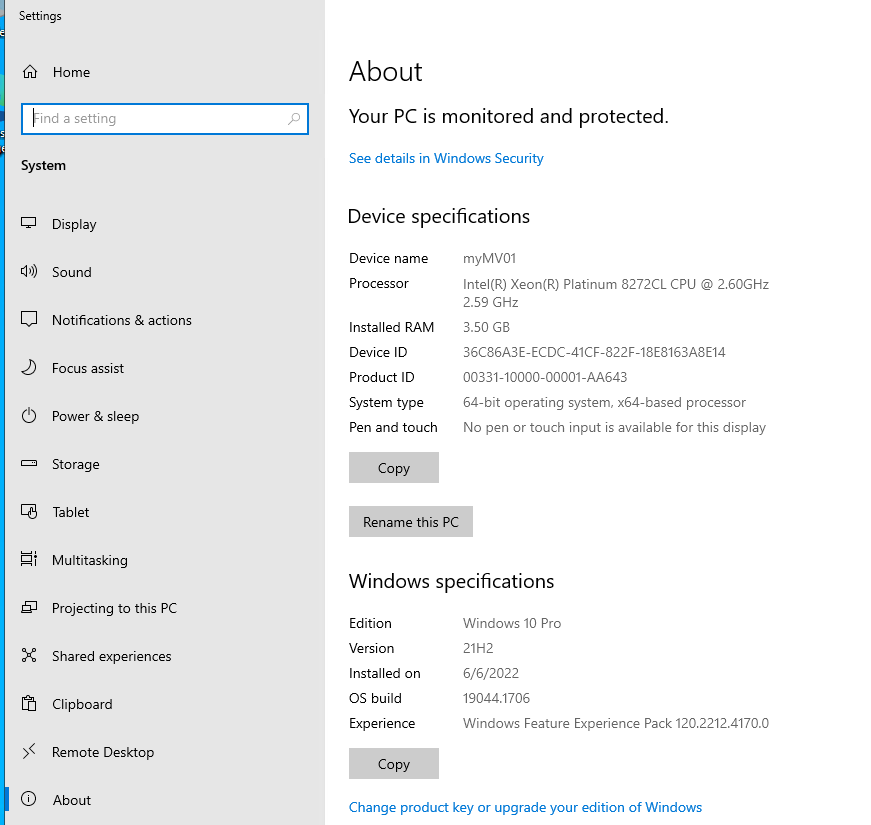 Settings
Home
Find a setting
System
Display
Sound
Notifications & actions
Focus assist
Power & sleep
Storage
Tablet
Multitasking
Projecting to this PC
Shared experiences
Clipboard
Remote Desktop
About
About
Your PC is monitored and protected.
See details in Windows Security
Device specifications
Device name myMV01
Processor Intel(R) Xeon(R) Platinum 8272CL CPU @ 2.60GHz
2.59 GHz
Installed RAM 3.50 GB
Device ID 36C86A3E-ECDC-41CF-822F-18E8163A8E14
Product ID 00331-10000-00001-AA643
System type 64-bit operating system, x64-based processor
Pen and touch No pen or touch input is available for this display
Copy
Rename this PC
Windows specifications
Edition Windows 10 Pro
Version 21H2
Installed on 6/6/2022
OS build 19044.1706
Experience Windows Feature Experience Pack 120.2212.4170.0
Copy
Change product key or upgrade your edition of Windows